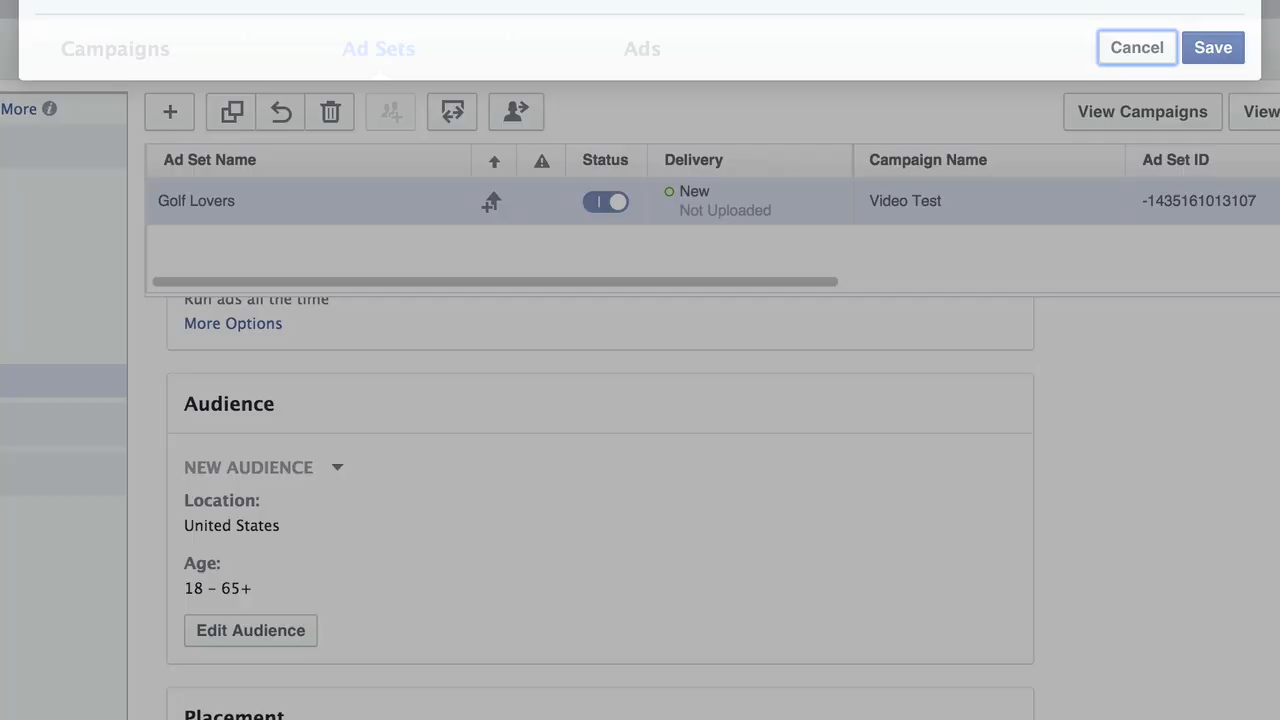 Campaigns Ad Sets Ads Cancel Save
More
View Campaigns View
Ad Set Name Status Delivery Campaign Name Ad Set ID
Golf Lovers New Video Test -1435161013107
Not Uploaded
Run ads all the time
More Options
Audience
NEW AUDIENCE
Location:
United States
Age:
18 – 65+
Edit Audience
Placement